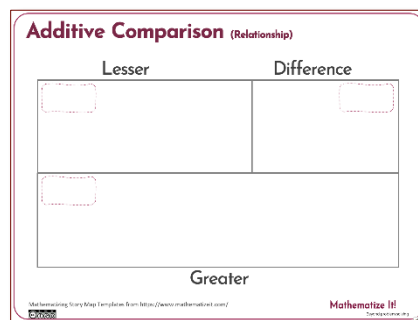 Additive Comparison (Relationship)
Lesser
Difference
Greater
Mathematizing Story Map Templates from https://www.mathematizeit.com/
Mathematize It!